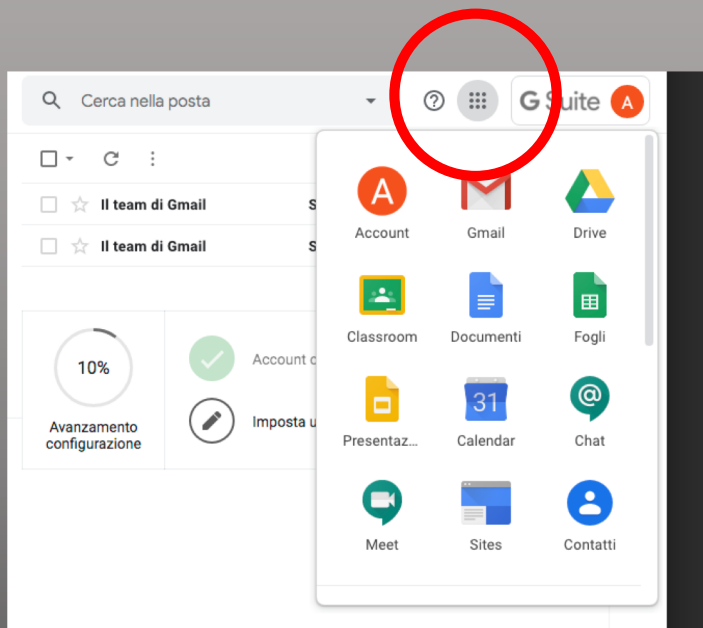 Cerca nella posta
G Suite A
Il team di Gmail S
Il team di Gmail S
A
Account Gmail Drive
Classroom Documenti Fogli
31 @
Presentaz... Calendar Chat
Meet Sites Contatti
10%
Avanzamento
configurazione
Account c
Imposta u